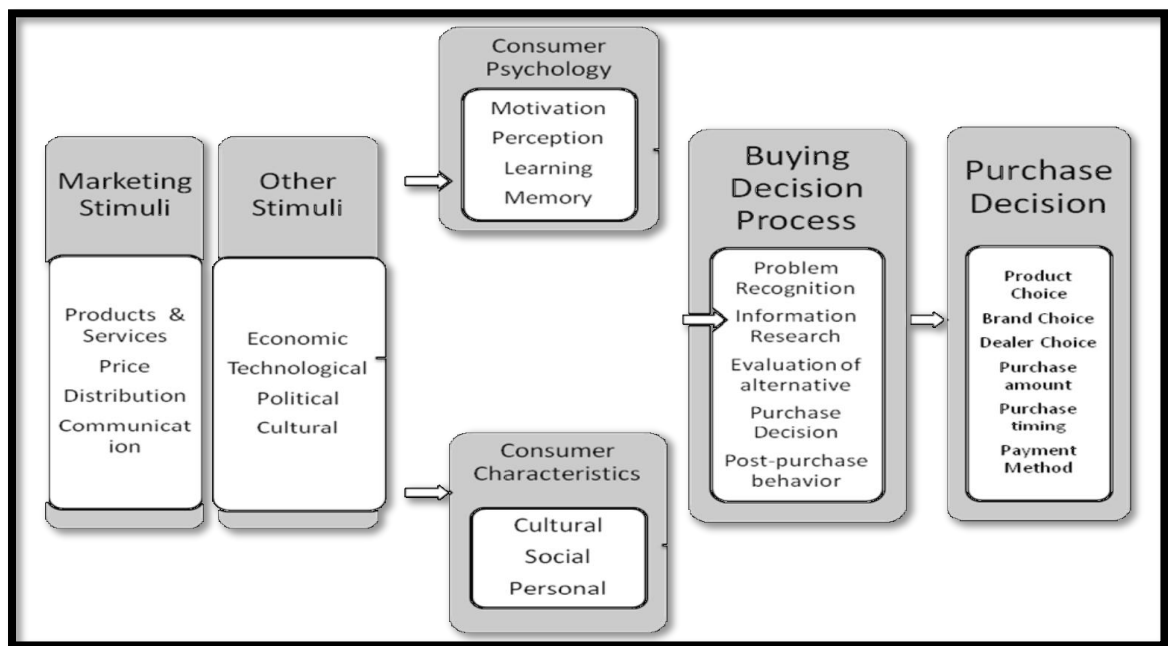 Marketing
Stimuli
Products & 
Services
Price
Distribution
Communicat
ion
Other
Stimuli
Economic
Technological
Political
Cultural
Consumer
Psychology
Motivation
Perception
Learning
Memory
Consumer
Characteristics
Cultural
Social
Personal
Buying
Decision
Process
Problem
Recognition
Information
Research
Evaluation of
alternative
Purchase
Decision
Post-purchase
behavior
Purchase
Decision
Product
Choice
Brand Choice
Dealer Choice
Purchase
amount
Purchase
timing
Payment
Method